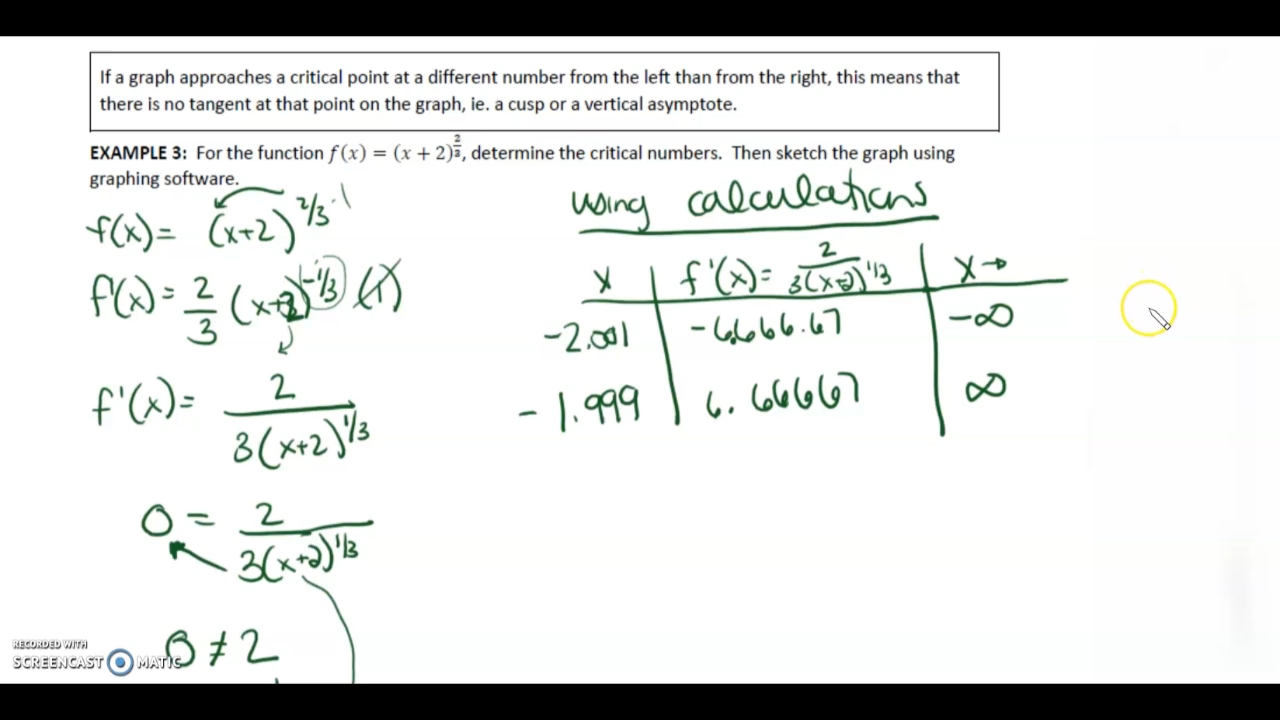 If a graph approaches a critical point at a different number from the left than from the right, this means that
there is no tangent at that point on the graph, ie. a cusp or a vertical asymptote.
EXAMPLE 3: For the function f(x) = (x + 2)^(2/3), determine the critical numbers. Then sketch the graph using
graphing software.
f(x) = (x+2)^(2/3 - 1)
f'(x) = 2/3 (x+2)^(-1/3) (1)
f'(x) = 2/(3(x+2)^(1/3))
0 = 2/(3(x+2)^(1/3))
0 ≠ 2
using calculations
x | f'(x) = 2/(3(x+2)^(1/3)) | x→
-2.001 | -6.666.67 | -∞
-1.999 | 6.66667 | ∞
RECORDED WITH
SCREENCAST MATIC